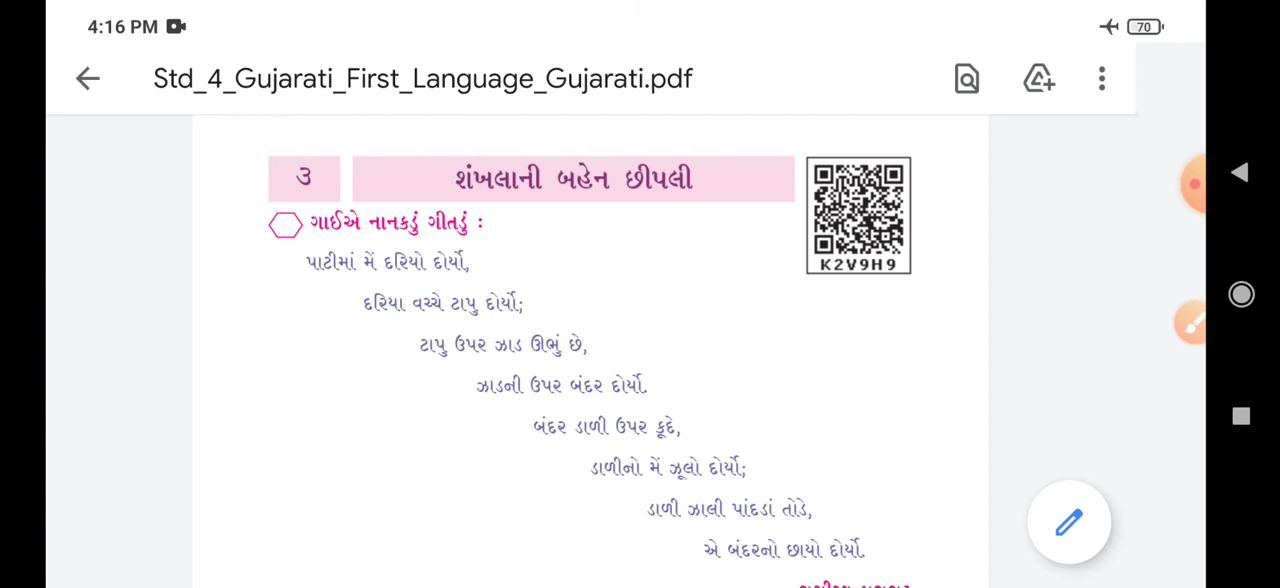 4:16 PM
70
Std_4_Gujarati_First_Language_Gujarati.pdf
૩
શંખલાની બહેન છીપલી
ગાઈએ નાનકડું ગીતડું :
પાટીમાં મેં દરિયો દોર્યો,
દરિયા વચ્ચે ટાપુ દોર્યો;
ટાપુ ઉપર ઝાડ ઊભું છે,
ઝાડની ઉપર બંદર દોર્યો.
બંદર ડાળી ઉપર કૂદે,
ડાળીનો મેં ઝૂલો દોર્યો;
ડાળી ઝાલી પાંદડાં તોડે,
એ બંદરનો છાયો દોર્યો.
K2V9H9